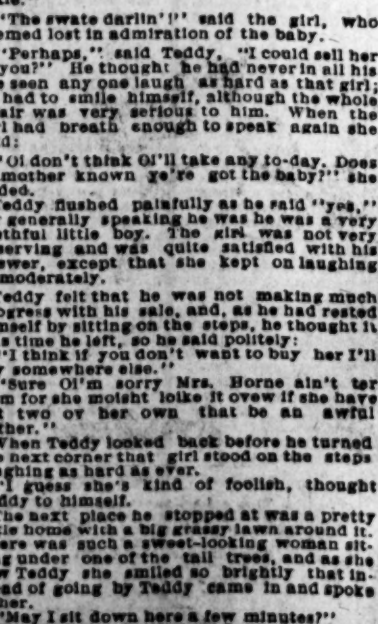 "The swate darlin'!" said the girl, who
emed lost in admiration of the baby.
"Perhaps," said Teddy, "I could sell her
you?" He thought he had never in all his
e seen any one laugh as hard as that girl;
had to smile himself, although the whole
air was very serious to him. When the
rl had breath enough to speak again she
d:
"Oi don't think Oi'll take any to-day. Does
mother known ye're got the baby?" she
ded.
eddy flushed painfully as he said "yes,"
generally speaking he was he was a very
thful little boy. The girl was not very
serving and was quite satisfied with his
swer, except that she kept on laughing
moderately.
eddy felt that he was not making much
ogress with his sale, and, as he had rested
mself by sitting on the steps, he thought it
s time he left, so he said politely:
"I think if you don't want to buy her I'll
y somewhere else."
"Sure Oi'm sorry Mrs. Horne ain't ter
m for she moisht loike it ovew if she have
t two ov her own that be an awful
ther."
When Teddy looked back before he turned
e next corner that girl stood on the steps
ughing as hard as ever.
"I guess she's kind of foolish, thought
ddy to himself.
The next place he stopped at was a pretty
tle home with a big grassy lawn around it.
ere was such a sweet-looking woman sit-
g under one of the tall trees, and as she
w Teddy she smiled so brightly that in-
ead of going by Teddy came in and spoke
her.
"May I sit down here a few minutes?"